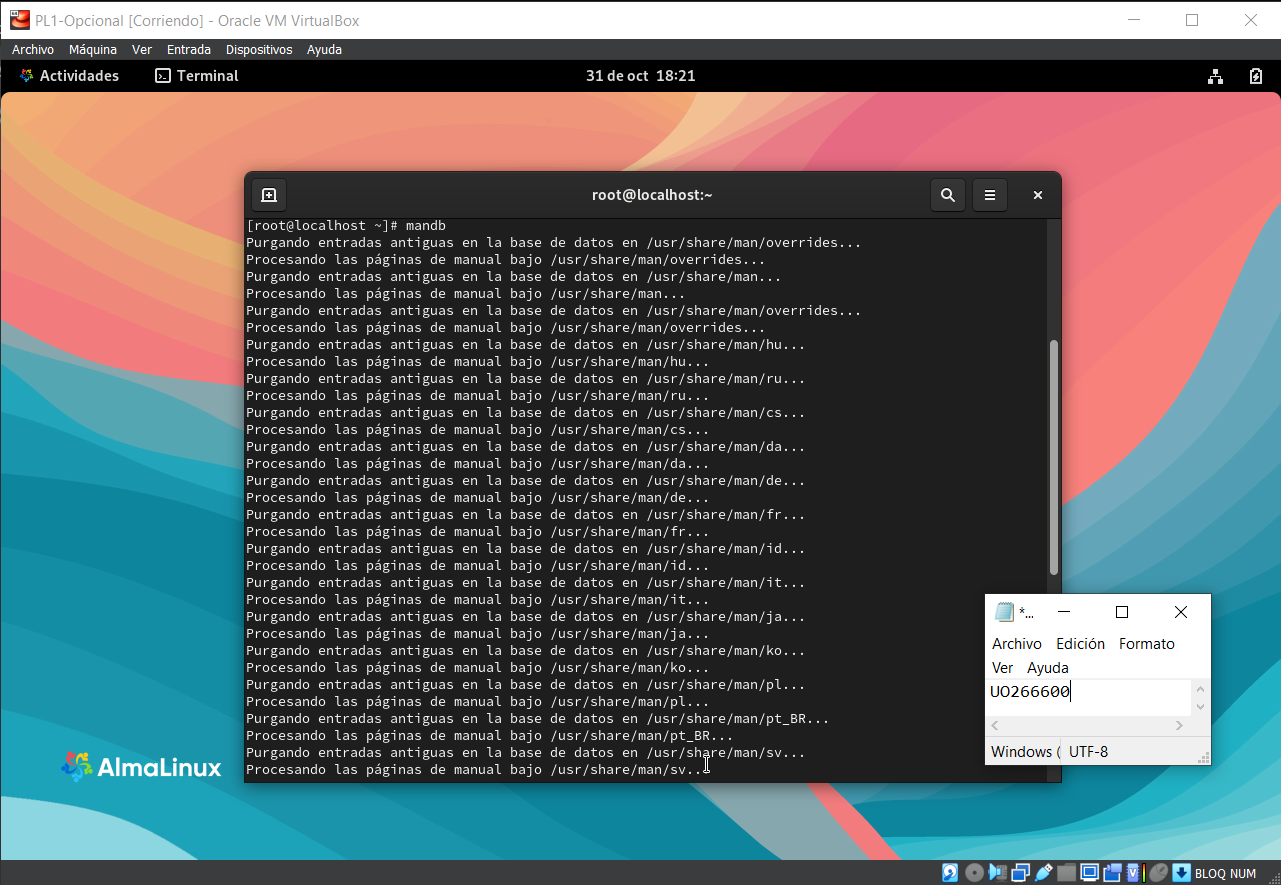 PL1-Opcional [Corriendo] - Oracle VM VirtualBox
Archivo Máquina Ver Entrada Dispositivos Ayuda
Actividades Terminal 31 de oct 18:21
root@localhost:~
[root@localhost ~]# mandb
Purgando entradas antiguas en la base de datos en /usr/share/man/overrides...
Procesando las páginas de manual bajo /usr/share/man/overrides...
Purgando entradas antiguas en la base de datos en /usr/share/man...
Procesando las páginas de manual bajo /usr/share/man...
Purgando entradas antiguas en la base de datos en /usr/share/man/overrides...
Procesando las páginas de manual bajo /usr/share/man/overrides...
Purgando entradas antiguas en la base de datos en /usr/share/man/hu...
Procesando las páginas de manual bajo /usr/share/man/hu...
Purgando entradas antiguas en la base de datos en /usr/share/man/ru...
Procesando las páginas de manual bajo /usr/share/man/ru...
Purgando entradas antiguas en la base de datos en /usr/share/man/cs...
Procesando las páginas de manual bajo /usr/share/man/cs...
Purgando entradas antiguas en la base de datos en /usr/share/man/da...
Procesando las páginas de manual bajo /usr/share/man/da...
Purgando entradas antiguas en la base de datos en /usr/share/man/de...
Procesando las páginas de manual bajo /usr/share/man/de...
Purgando entradas antiguas en la base de datos en /usr/share/man/fr...
Procesando las páginas de manual bajo /usr/share/man/fr...
Purgando entradas antiguas en la base de datos en /usr/share/man/id...
Procesando las páginas de manual bajo /usr/share/man/id...
Purgando entradas antiguas en la base de datos en /usr/share/man/it...
Procesando las páginas de manual bajo /usr/share/man/it...
Purgando entradas antiguas en la base de datos en /usr/share/man/ja...
Procesando las páginas de manual bajo /usr/share/man/ja...
Purgando entradas antiguas en la base de datos en /usr/share/man/ko...
Procesando las páginas de manual bajo /usr/share/man/ko...
Purgando entradas antiguas en la base de datos en /usr/share/man/pl...
Procesando las páginas de manual bajo /usr/share/man/pl...
Purgando entradas antiguas en la base de datos en /usr/share/man/pt_BR...
Procesando las páginas de manual bajo /usr/share/man/pt_BR...
Purgando entradas antiguas en la base de datos en /usr/share/man/sv...
Procesando las páginas de manual bajo /usr/share/man/sv...
*...
Archivo Edición Formato
Ver Ayuda
UO266600
Windows ( UTF-8
AlmaLinux
BLOQ NUM